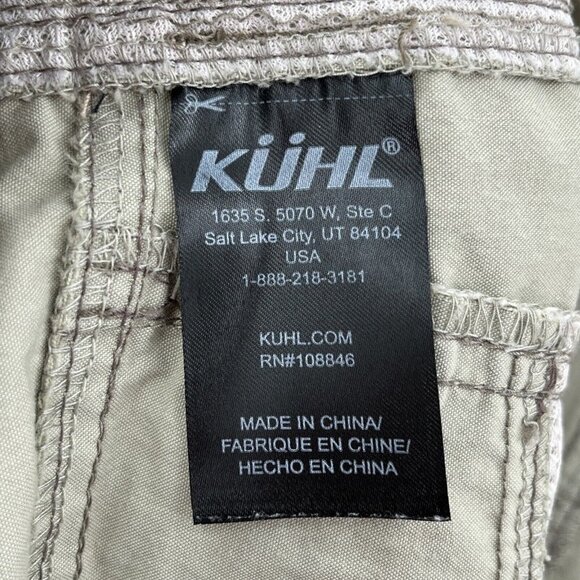 KÜHL®
1635 S. 5070 W, Ste C
Salt Lake City, UT 84104
USA
1-888-218-3181
KUHL.COM
RN#108846
MADE IN CHINA/
FABRIQUE EN CHINE/
HECHO EN CHINA